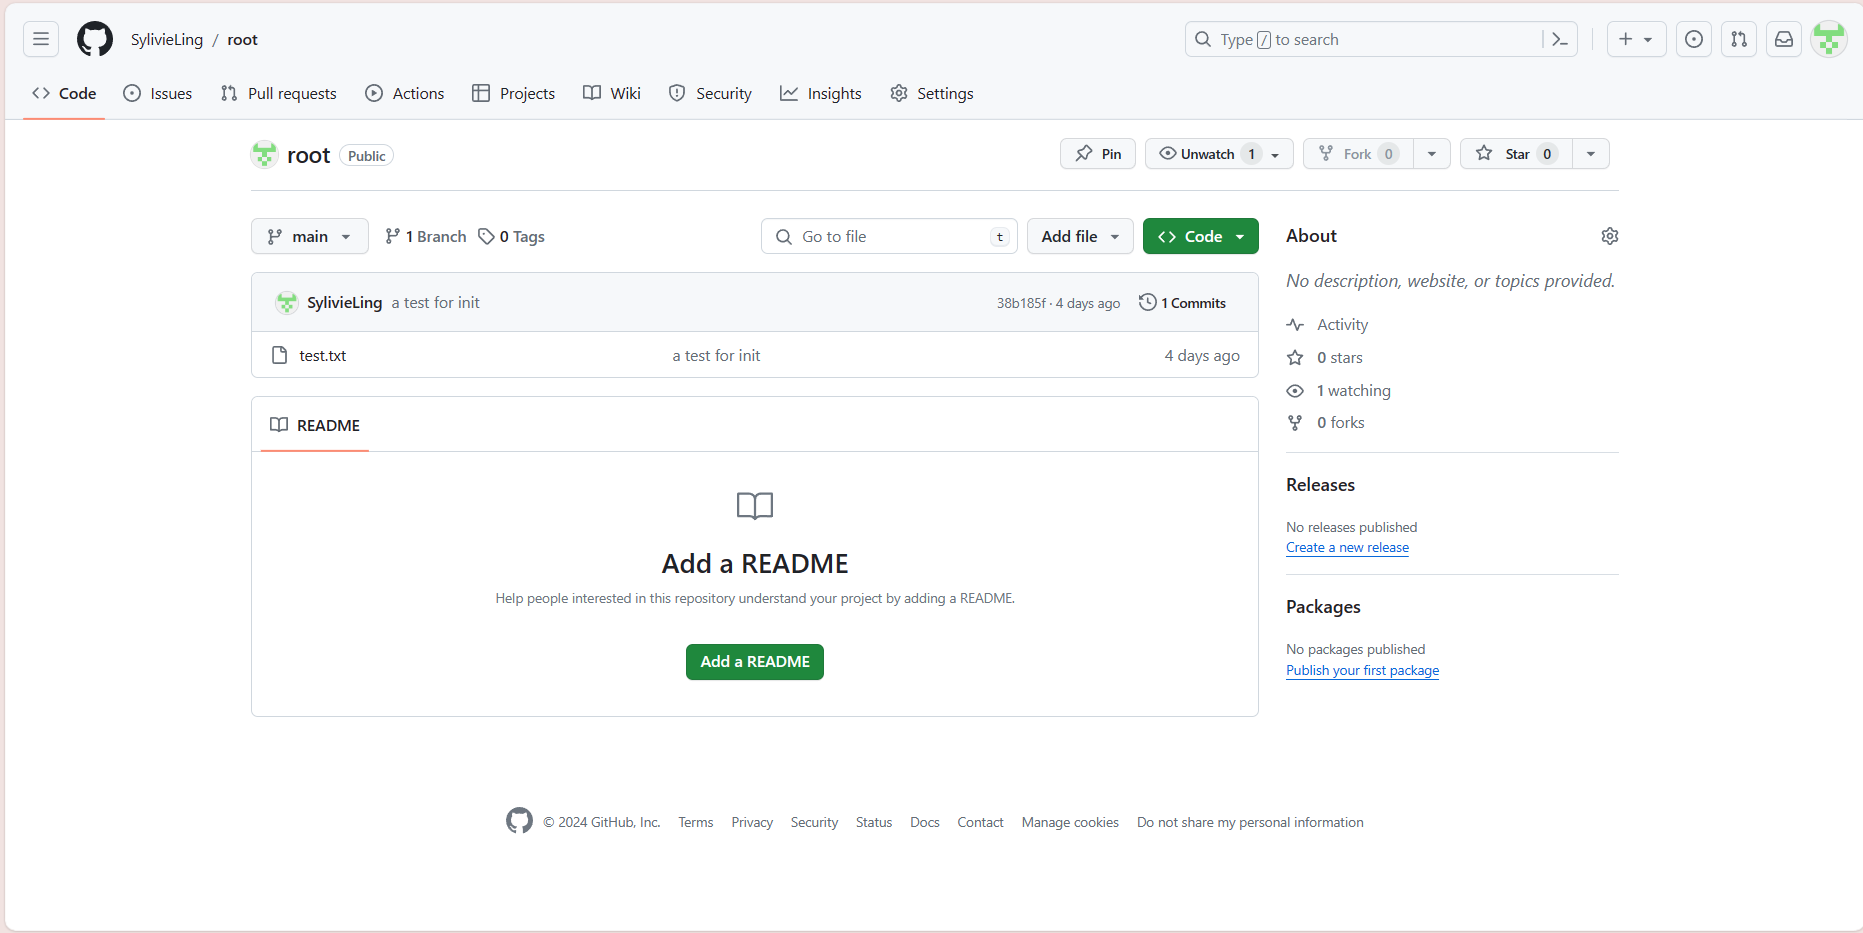 SylivieLing / root
Type / to search
Code Issues Pull requests Actions Projects Wiki Security Insights Settings
root Public
Pin Unwatch 1 Fork 0 Star 0
main 1 Branch 0 Tags Go to file t Add file Code
SylivieLing a test for init 38b185f · 4 days ago 1 Commits
test.txt a test for init 4 days ago
README
Add a README
Help people interested in this repository understand your project by adding a README.
Add a README
About
No description, website, or topics provided.
Activity
0 stars
1 watching
0 forks
Releases
No releases published
Create a new release
Packages
No packages published
Publish your first package
© 2024 GitHub, Inc. Terms Privacy Security Status Docs Contact Manage cookies Do not share my personal information